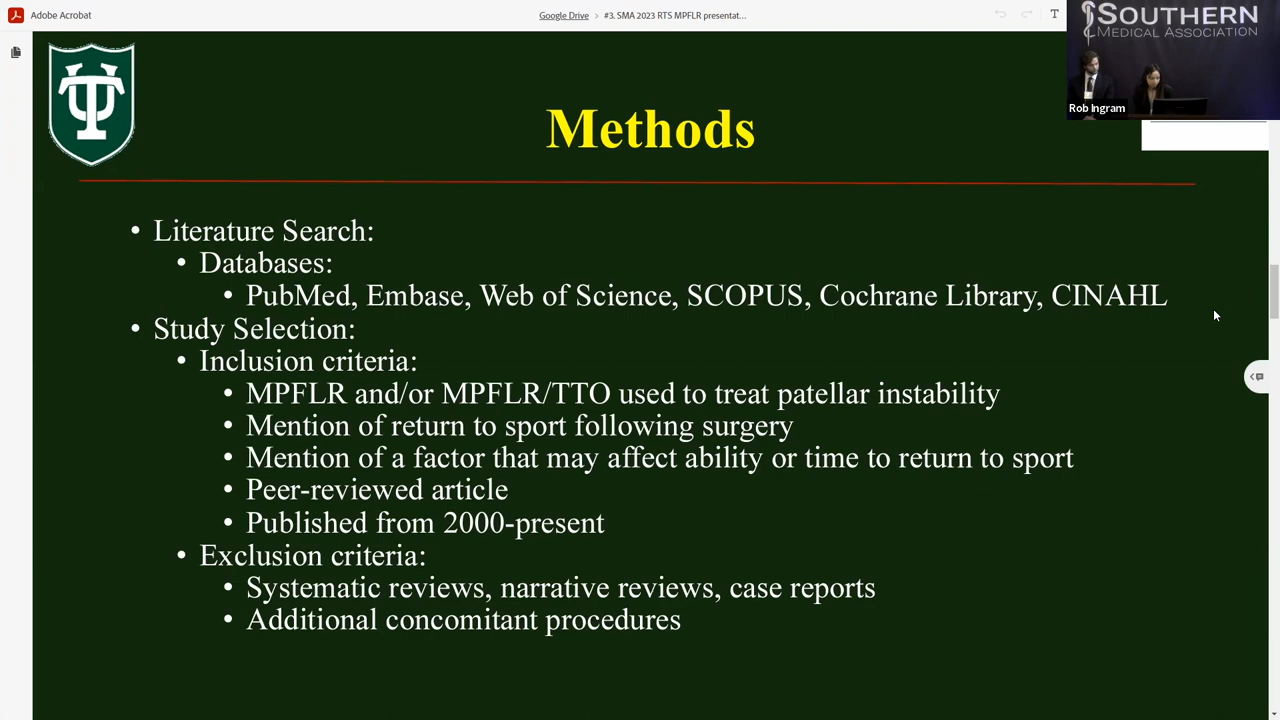 Adobe Acrobat
Google Drive > #3. SMA 2023 RTS MPFLR presentat...
T
SOUTHERN
MEDICAL ASSOCIATION
Rob Ingram
Methods
• Literature Search:
• Databases:
• PubMed, Embase, Web of Science, SCOPUS, Cochrane Library, CINAHL
• Study Selection:
• Inclusion criteria:
• MPFLR and/or MPFLR/TTO used to treat patellar instability
• Mention of return to sport following surgery
• Mention of a factor that may affect ability or time to return to sport
• Peer-reviewed article
• Published from 2000-present
• Exclusion criteria:
• Systematic reviews, narrative reviews, case reports
• Additional concomitant procedures